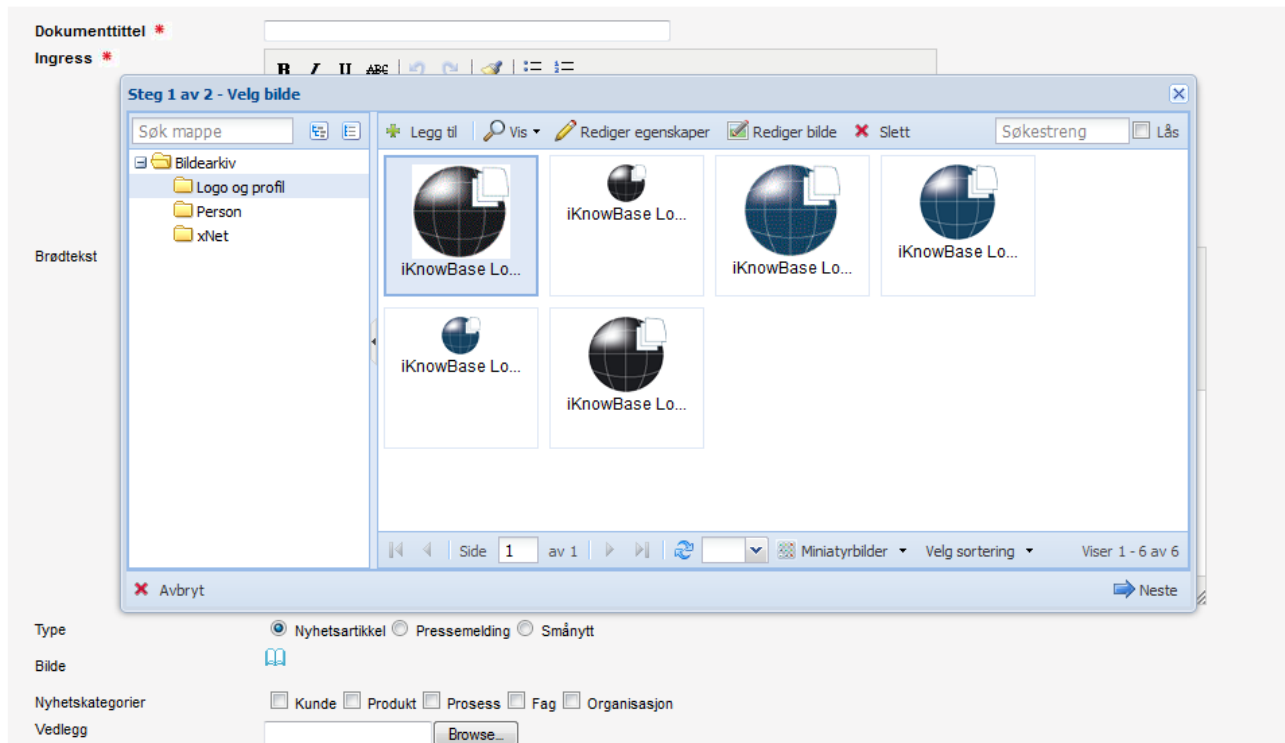 Dokumenttittel *
Ingress *
B I U ABC
Steg 1 av 2 - Velg bilde
Søk mappe
Legg til Vis Rediger egenskaper Rediger bilde Slett Søkestreng Lås
Bildearkiv
Logo og profil
Person
xNet
iKnowBase Lo...
iKnowBase Lo...
iKnowBase Lo...
iKnowBase Lo...
iKnowBase Lo...
iKnowBase Lo...
Brødtekst
Side 1 av 1 Miniatyrbilder Velg sortering Viser 1 - 6 av 6
Avbryt Neste
Type Nyhetsartikkel Pressemelding Smånytt
Bilde
Nyhetskategorier Kunde Produkt Prosess Fag Organisasjon
Vedlegg Browse...